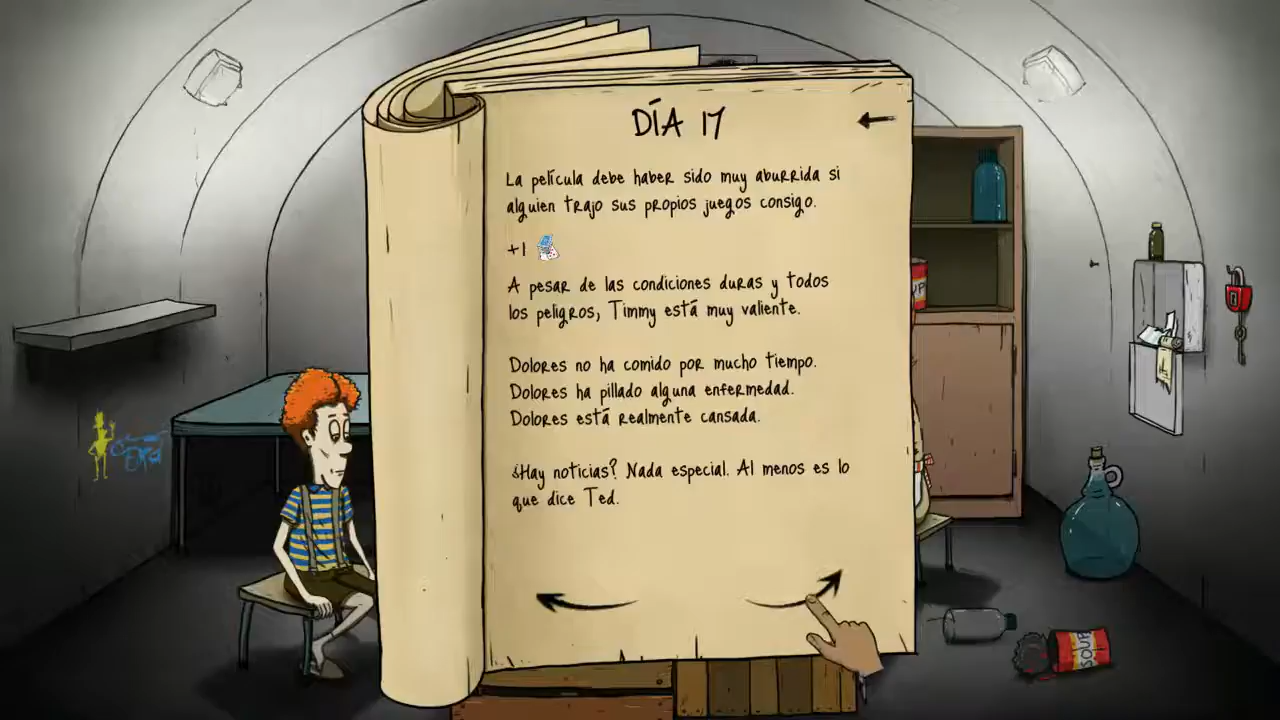 DÍA 17
La película debe haber sido muy aburrida si
alguien trajo sus propios juegos consigo.
+1
A pesar de las condiciones duras y todos
los peligros, Timmy está muy valiente.
Dolores no ha comido por mucho tiempo.
Dolores ha pillado alguna enfermedad.
Dolores está realmente cansada.
¿Hay noticias? Nada especial. Al menos es lo
que dice Ted.
SOUP